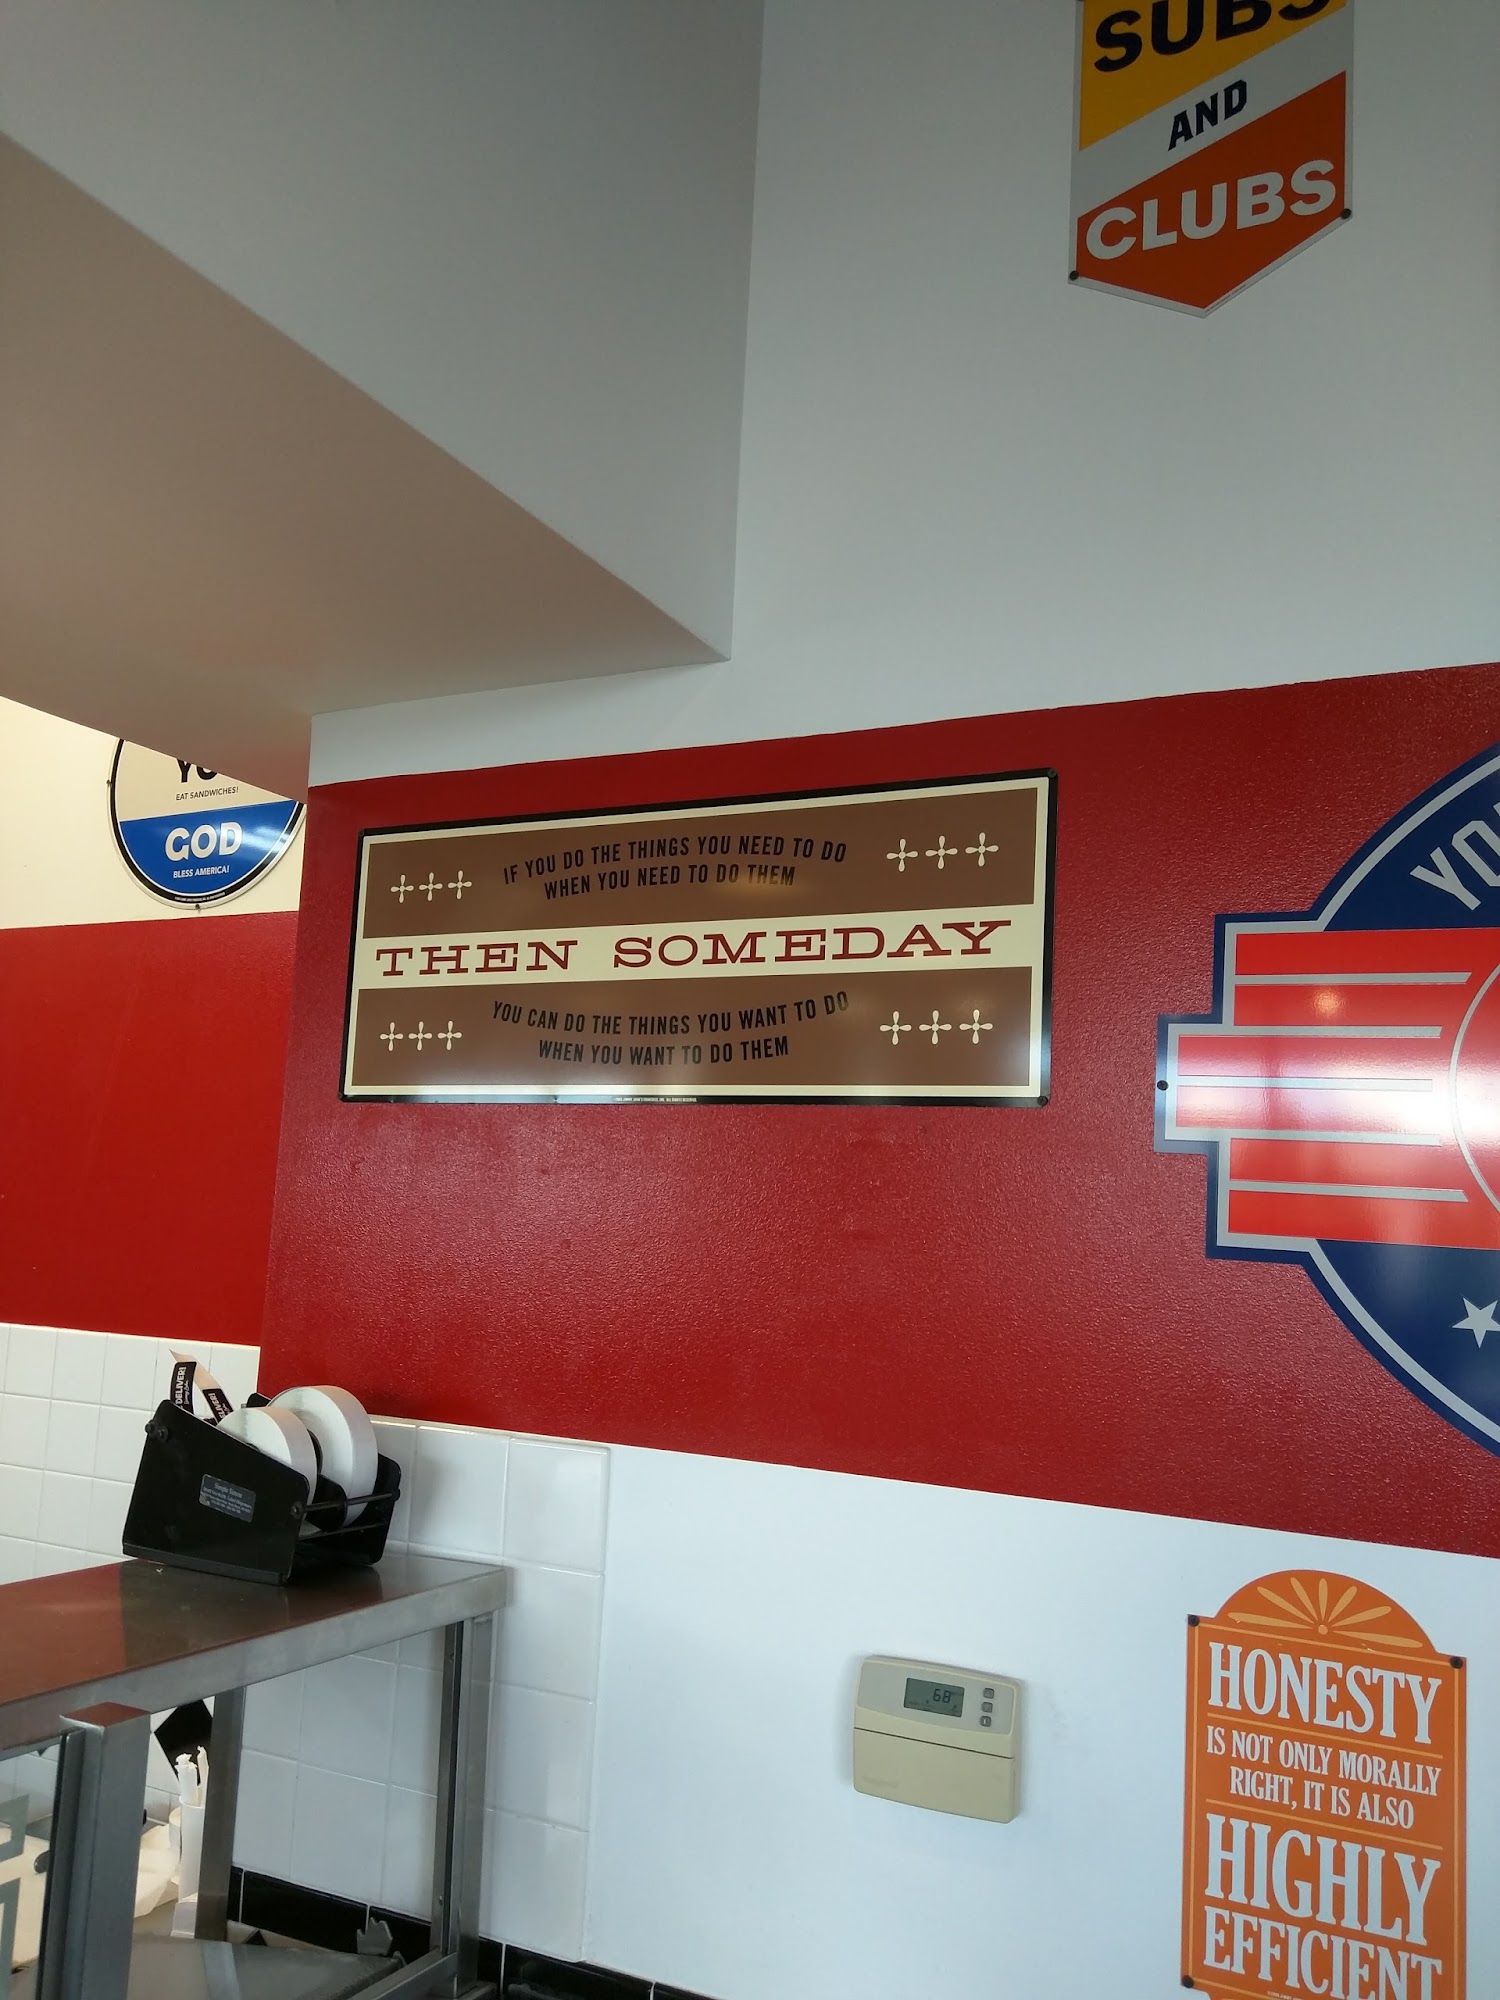 SUBS
AND
CLUBS
EAT SANDWICHES!
GOD
BLESS AMERICA!
IF YOU DO THE THINGS YOU NEED TO DO
WHEN YOU NEED TO DO THEM
THEN SOMEDAY
YOU CAN DO THE THINGS YOU WANT TO DO
WHEN YOU WANT TO DO THEM
DELIVER!
68
HONESTY
IS NOT ONLY MORALLY
RIGHT, IT IS ALSO
HIGHLY
EFFICIENT